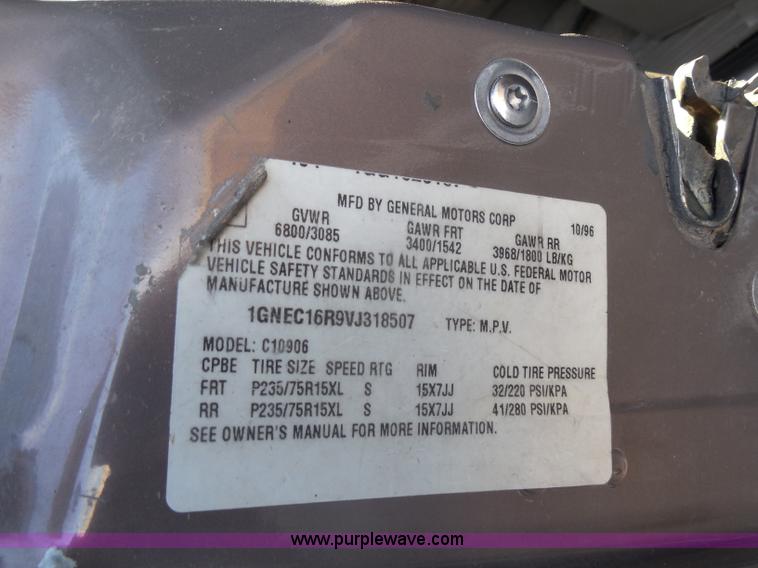 MFD BY GENERAL MOTORS CORP 10/96
GVWR GAWR FRT GAWR RR
6800/3085 3400/1542 3968/1800 LB/KG
THIS VEHICLE CONFORMS TO ALL APPLICABLE U.S. FEDERAL MOTOR
VEHICLE SAFETY STANDARDS IN EFFECT ON THE DATE OF
MANUFACTURE SHOWN ABOVE.
1GNEC16R9VJ318507 TYPE: M.P.V.
MODEL: C10906
CPBE TIRE SIZE SPEED RTG RIM COLD TIRE PRESSURE
FRT P235/75R15XL S 15X7JJ 32/220 PSI/KPA
RR P235/75R15XL S 15X7JJ 41/280 PSI/KPA
SEE OWNER'S MANUAL FOR MORE INFORMATION.
www.purplewave.com